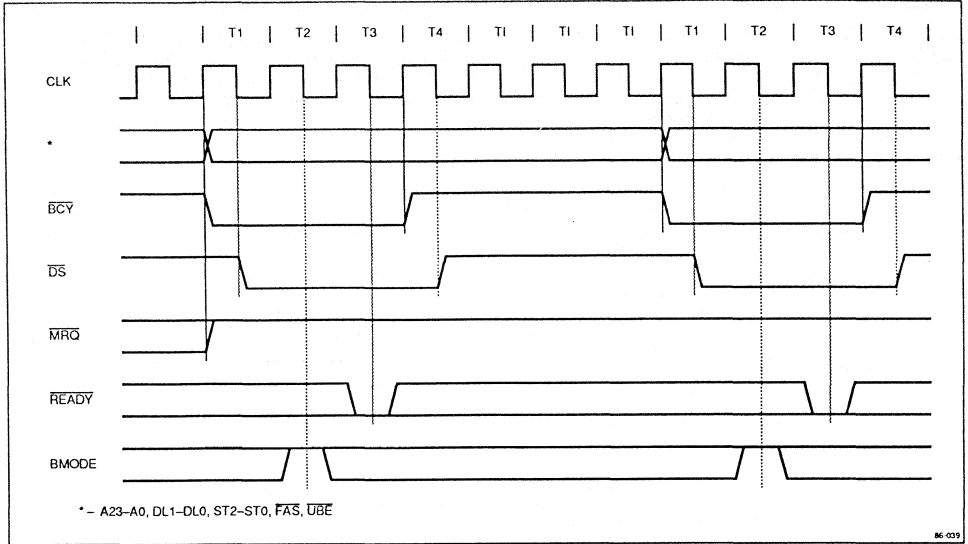 T1 T2 T3 T4 TI TI TI T1 T2 T3 T4
CLK
*
BCY
DS
MRQ
READY
BMODE
* – A23–A0, DL1–DL0, ST2–ST0, FAS, UBE
86-039